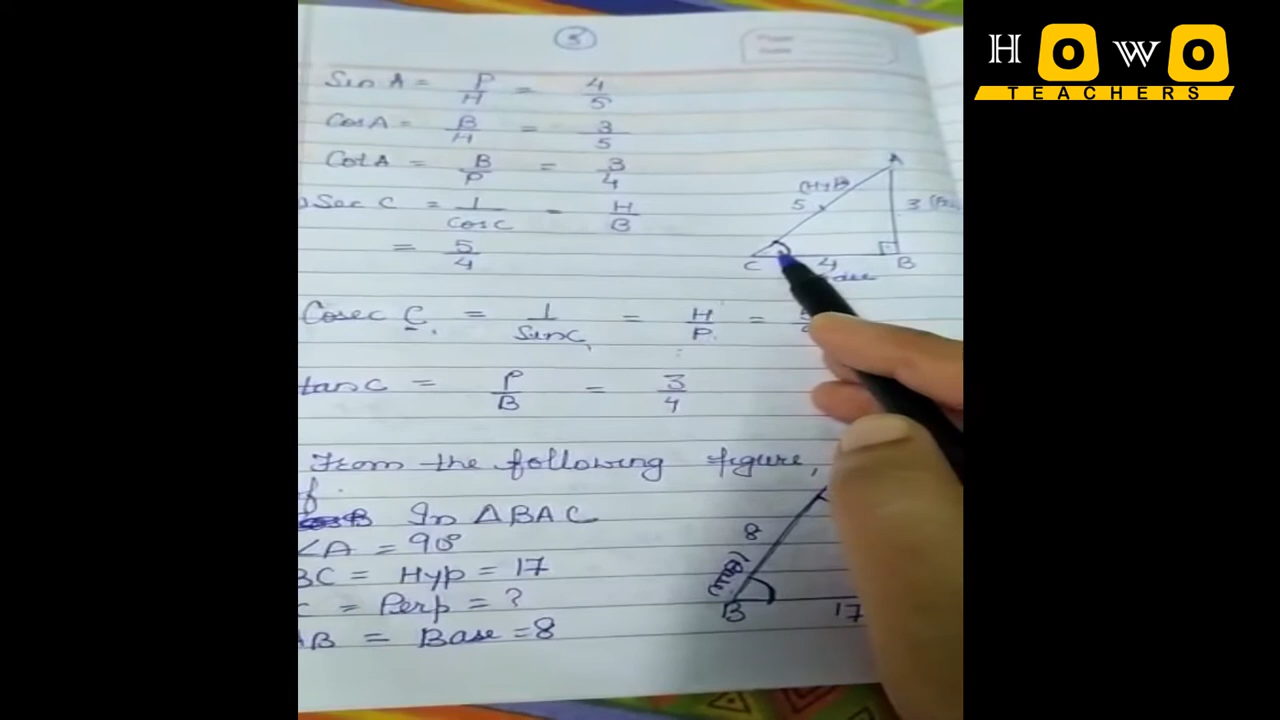 HOWO
TEACHERS
3
Sin A = P/H = 4/5
Cos A = B/H = 3/5
Cot A = B/P = 3/4
Sec C = 1/Cos C = H/B
= 5/4
Cosec C. = 1/Sin C, = H/P. =
tan C = P/B = 3/4
A
(Hyp)
5
3
C
4
B
From the following figure,
In ΔBAC
<A = 90°
BC = Hyp = 17
= Perp = ?
AB = Base = 8
8
B
17